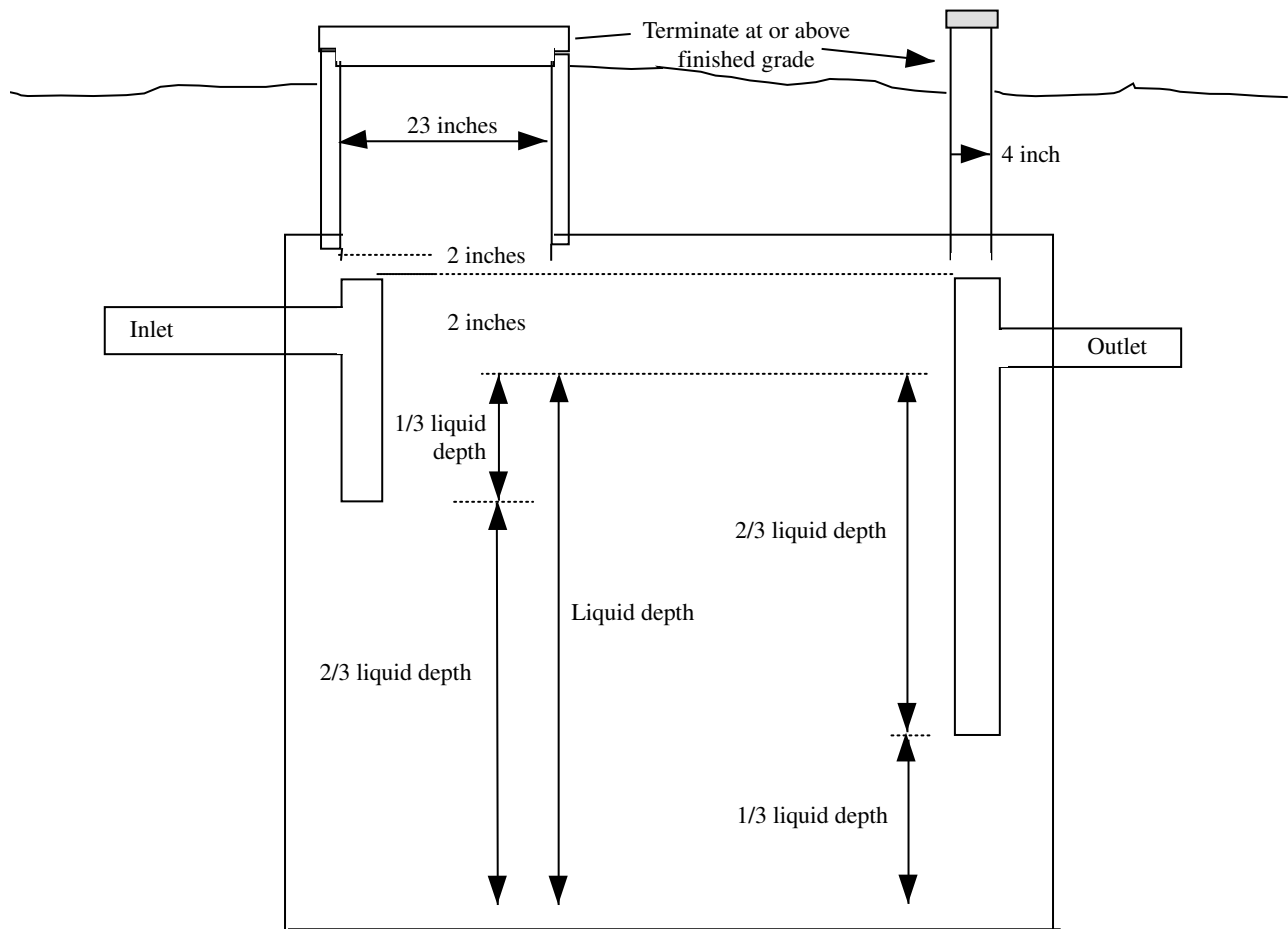 Terminate at or above
finished grade
23 inches
4 inch
2 inches
Inlet
2 inches
Outlet
1/3 liquid
depth
2/3 liquid depth
Liquid depth
2/3 liquid depth
1/3 liquid depth